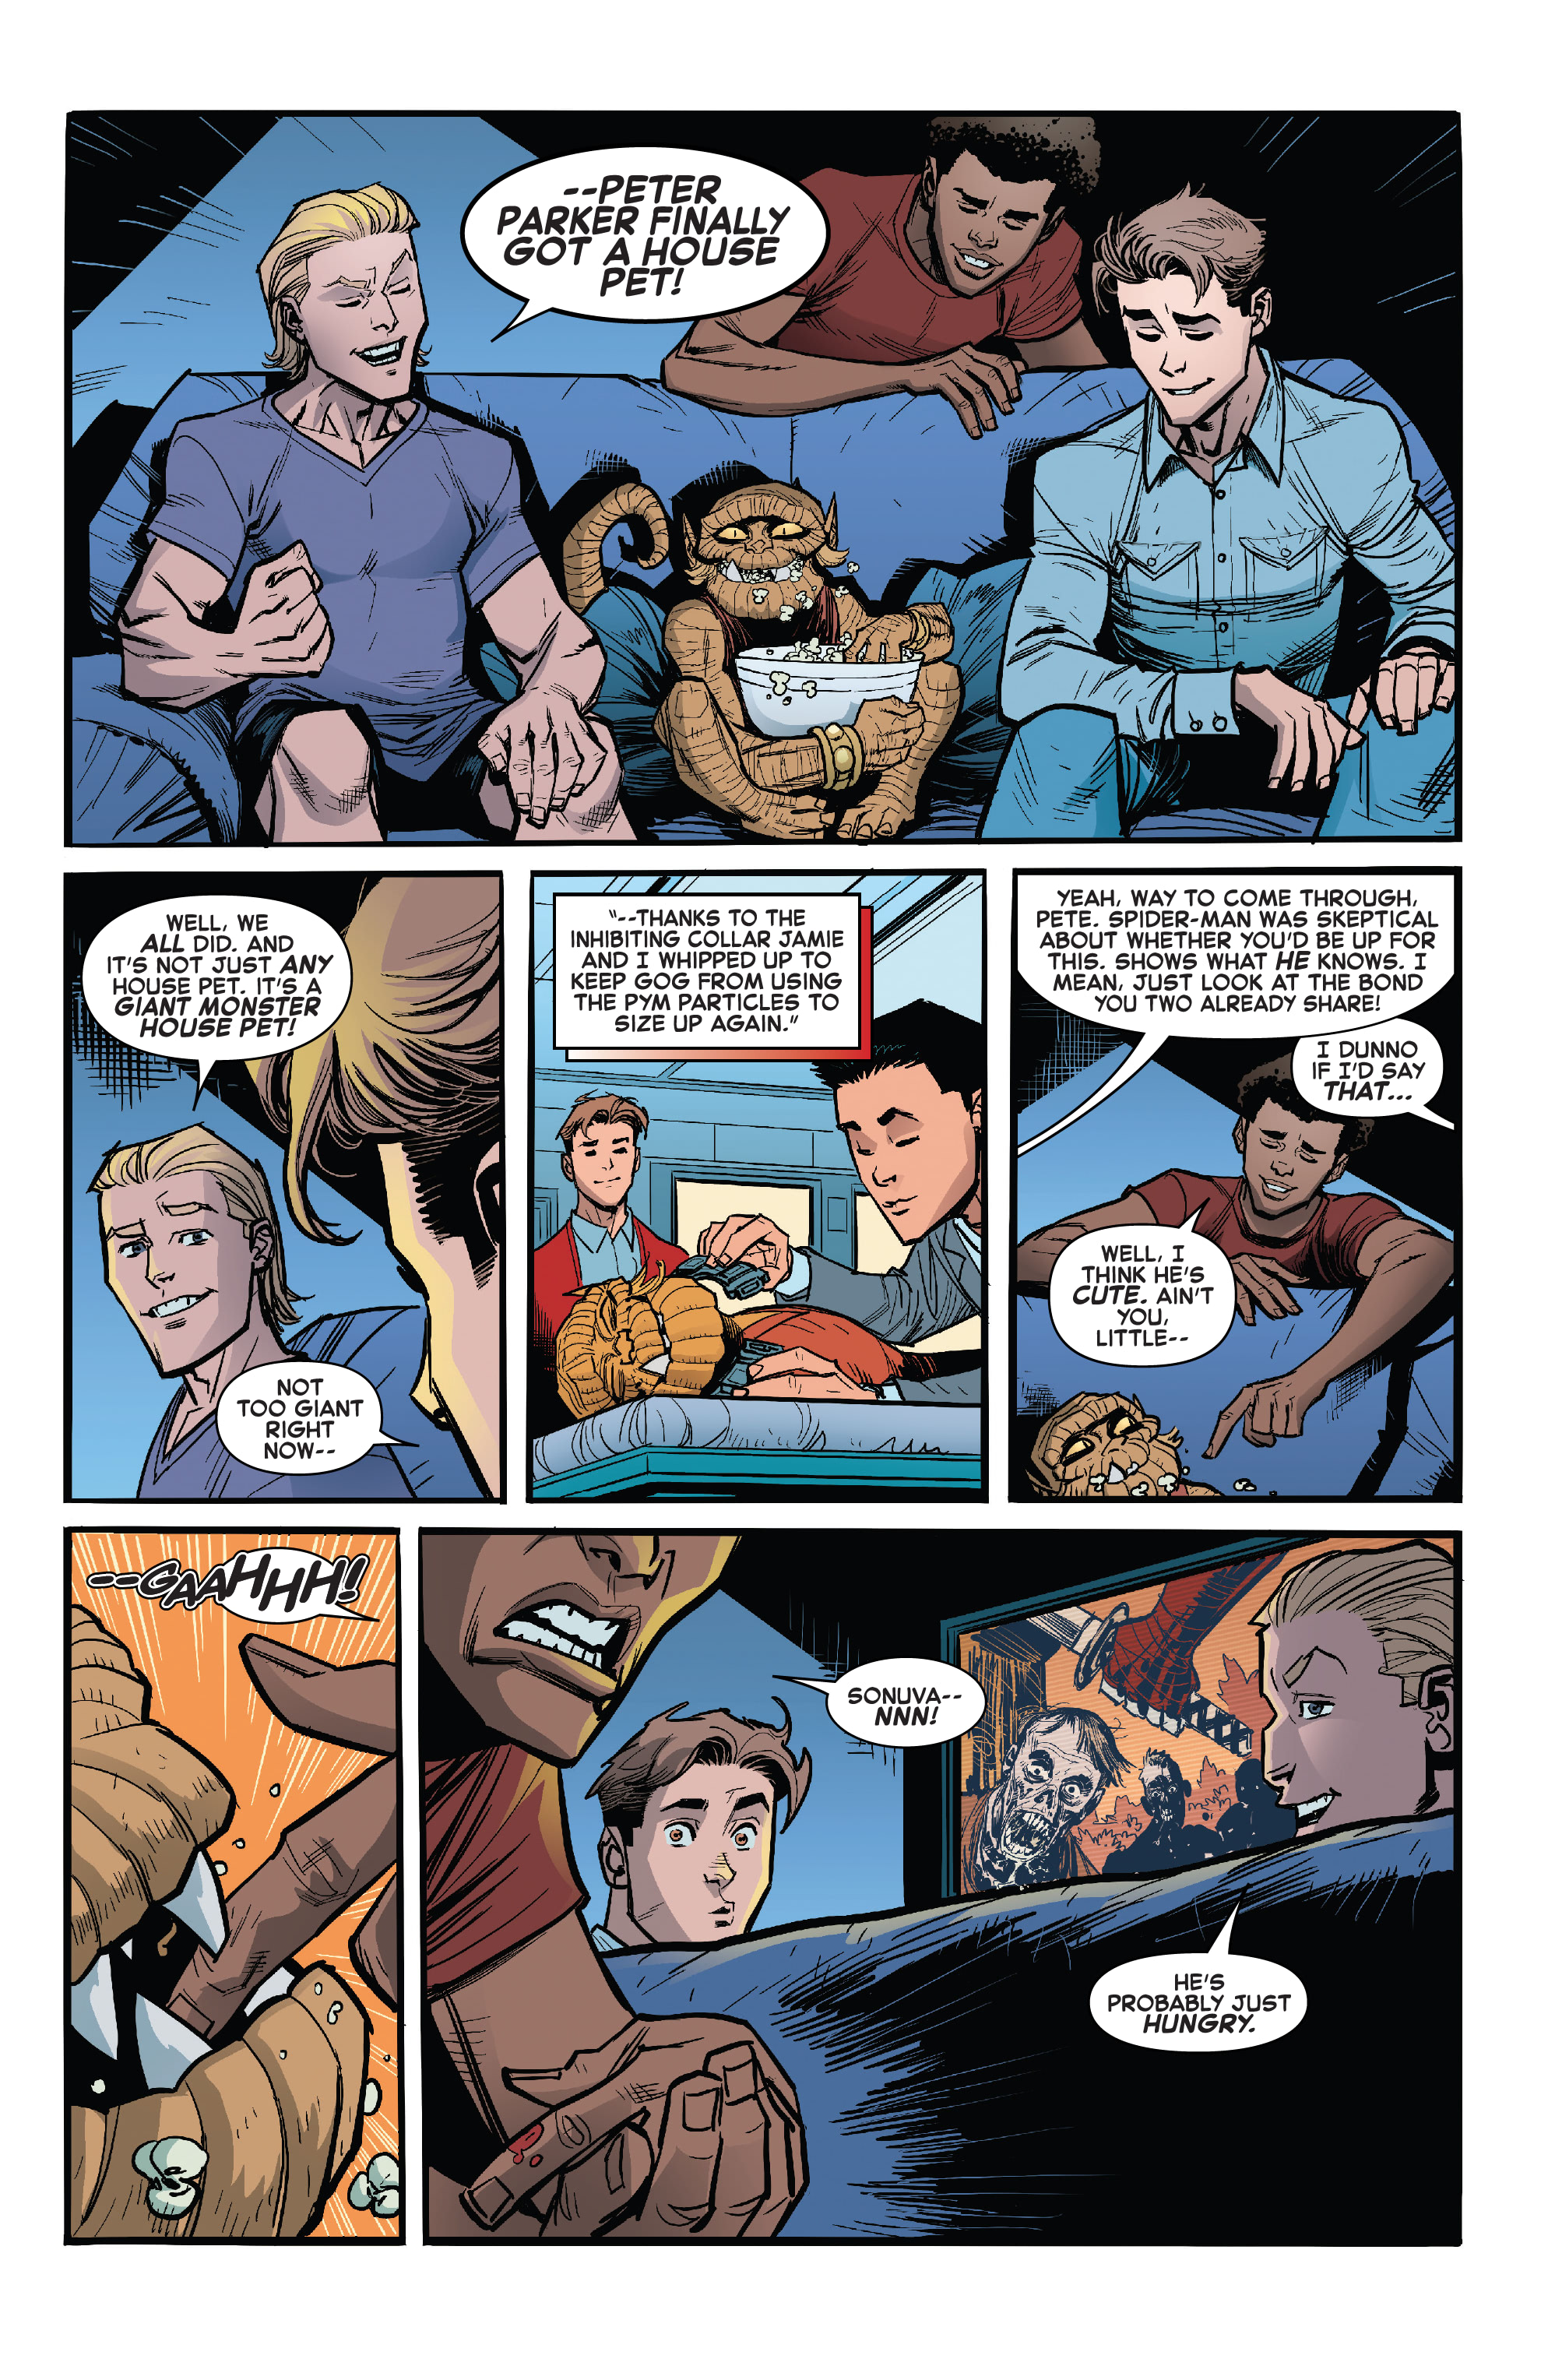 --PETER
PARKER FINALLY
GOT A HOUSE
PET!
WELL, WE
ALL DID. AND
IT'S NOT JUST ANY
HOUSE PET. IT'S A
GIANT MONSTER
HOUSE PET!
NOT
TOO GIANT
RIGHT
NOW--
"--THANKS TO THE
INHIBITING COLLAR JAMIE
AND I WHIPPED UP TO
KEEP GOG FROM USING
THE PYM PARTICLES TO
SIZE UP AGAIN."
YEAH, WAY TO COME THROUGH,
PETE. SPIDER-MAN WAS SKEPTICAL
ABOUT WHETHER YOU'D BE UP FOR
THIS. SHOWS WHAT HE KNOWS. I
MEAN, JUST LOOK AT THE BOND
YOU TWO ALREADY SHARE!
I DUNNO
IF I'D SAY
THAT...
WELL, I
THINK HE'S
CUTE. AIN'T
YOU,
LITTLE--
--GAAHHH!
SONUVA--
NNN!
HE'S
PROBABLY JUST
HUNGRY.